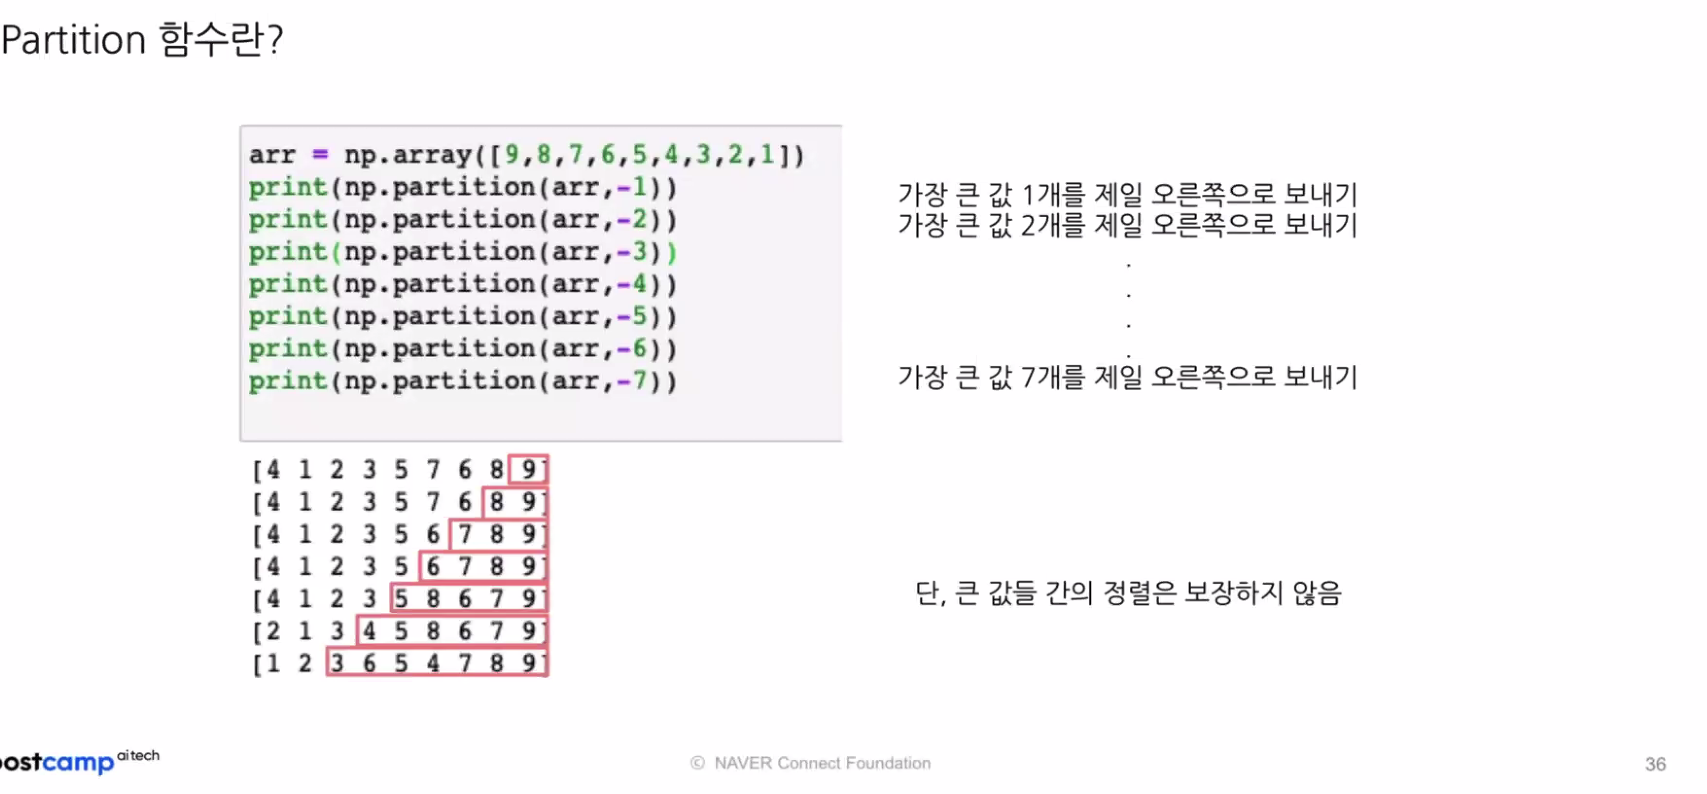 Partition 함수란?
arr = np.array([9,8,7,6,5,4,3,2,1])
print(np.partition(arr,-1))
print(np.partition(arr,-2))
print(np.partition(arr,-3))
print(np.partition(arr,-4))
print(np.partition(arr,-5))
print(np.partition(arr,-6))
print(np.partition(arr,-7))
가장 큰 값 1개를 제일 오른쪽으로 보내기
가장 큰 값 2개를 제일 오른쪽으로 보내기
.
.
.
.
가장 큰 값 7개를 제일 오른쪽으로 보내기
[4 1 2 3 5 7 6 8 9]
[4 1 2 3 5 7 6 8 9]
[4 1 2 3 5 6 7 8 9]
[4 1 2 3 5 6 7 8 9]
[4 1 2 3 5 8 6 7 9]
[2 1 3 4 5 8 6 7 9]
[1 2 3 6 5 4 7 8 9]
단, 큰 값들 간의 정렬은 보장하지 않음
ostcamp ai tech
© NAVER Connect Foundation
36